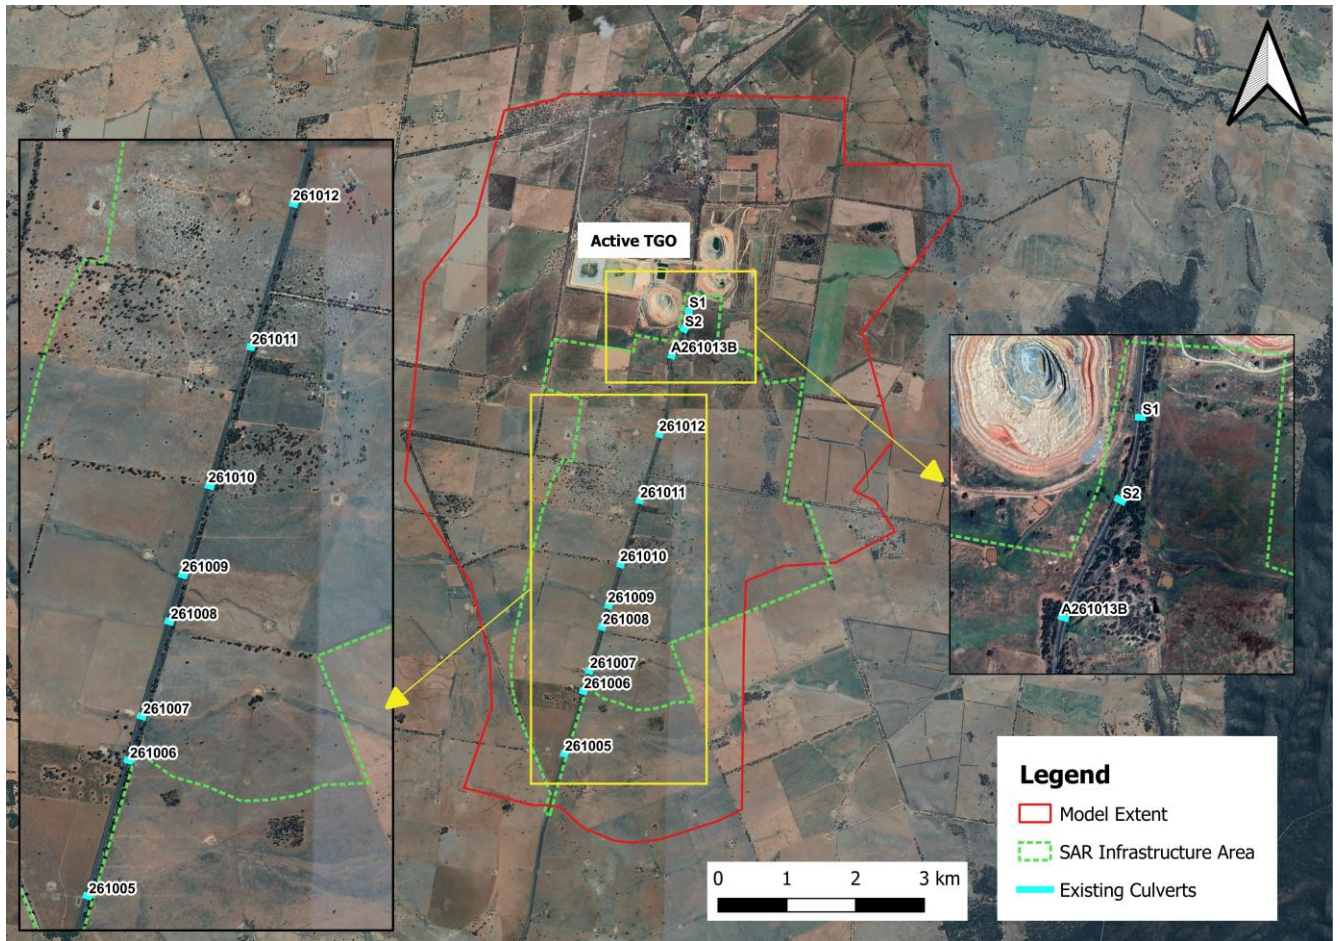 261012
261011
261010
261009
261008
261007
261006
261005
Active TGO
S1
S2
A261013B
261012
261011
261010
261009
261008
261007
261006
261005
S1
S2
A261013B
Legend
Model Extent
SAR Infrastructure Area
Existing Culverts
0 1 2 3 km